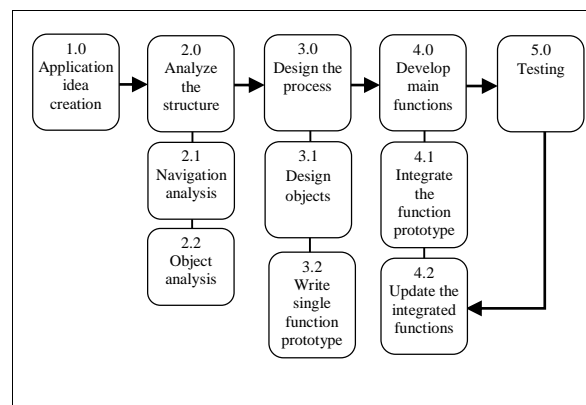 1.0
Application
idea
creation
2.0
Analyze
the
structure
3.0
Design the
process
4.0
Develop
main
functions
5.0
Testing
2.1
Navigation
analysis
2.2
Object
analysis
3.1
Design
objects
3.2
Write
single
function
prototype
4.1
Integrate
the
function
prototype
4.2
Update the
integrated
functions